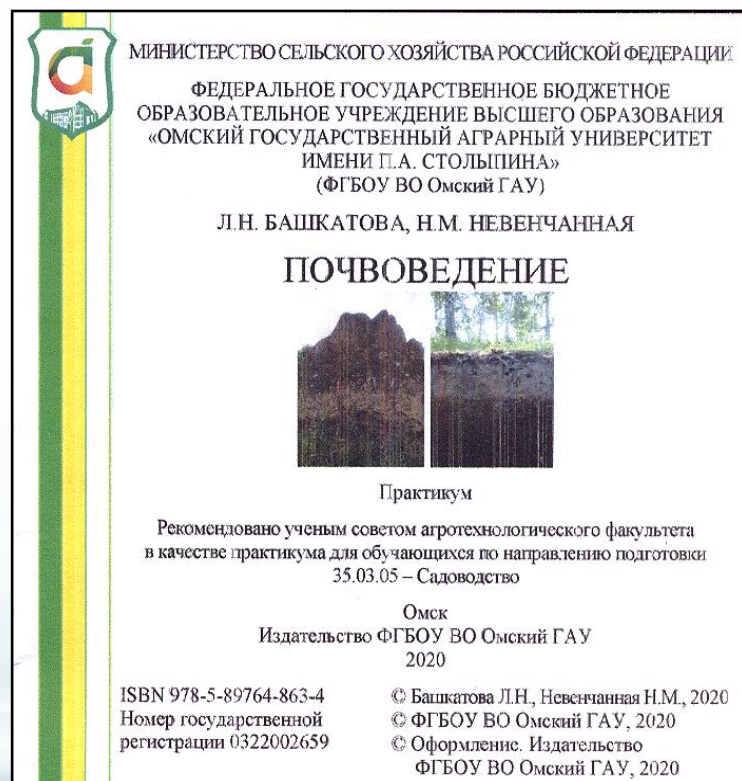 МИНИСТЕРСТВО СЕЛЬСКОГО ХОЗЯЙСТВА РОССИЙСКОЙ ФЕДЕРАЦИИ
ФЕДЕРАЛЬНОЕ ГОСУДАРСТВЕННОЕ БЮДЖЕТНОЕ
ОБРАЗОВАТЕЛЬНОЕ УЧРЕЖДЕНИЕ ВЫСШЕГО ОБРАЗОВАНИЯ
«ОМСКИЙ ГОСУДАРСТВЕННЫЙ АГРАРНЫЙ УНИВЕРСИТЕТ
ИМЕНИ П.А. СТОЛЫПИНА»
(ФГБОУ ВО Омский ГАУ)
Л.Н. БАШКАТОВА, Н.М. НЕВЕНЧАННАЯ
ПОЧВОВЕДЕНИЕ
Практикум
Рекомендовано ученым советом агротехнологического факультета
в качестве практикума для обучающихся по направлению подготовки
35.03.05 – Садоводство
Омск
Издательство ФГБОУ ВО Омский ГАУ
2020
ISBN 978-5-89764-863-4
Номер государственной
регистрации 0322002659
© Башкатова Л.Н., Невенчанная Н.М., 2020
© ФГБОУ ВО Омский ГАУ, 2020
© Оформление. Издательство
ФГБОУ ВО Омский ГАУ, 2020